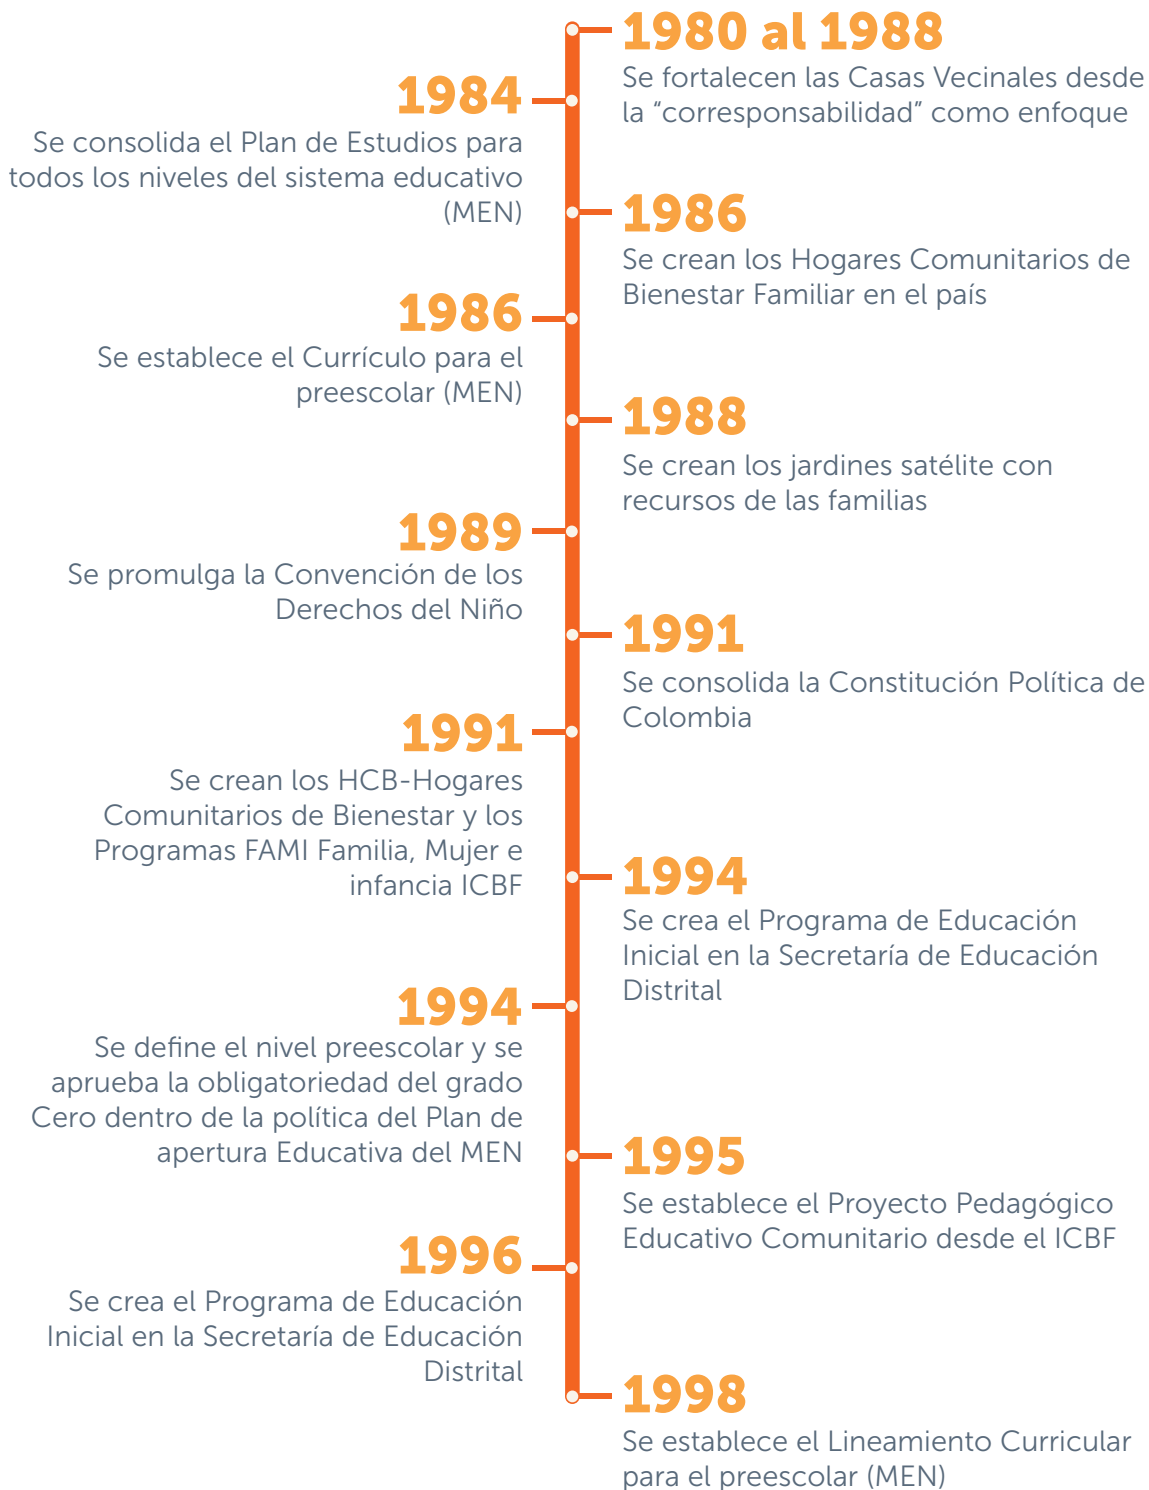 1980 al 1988
Se fortalecen las Casas Vecinales desde
la “corresponsabilidad” como enfoque
1984
Se consolida el Plan de Estudios para
todos los niveles del sistema educativo
(MEN)
1986
Se crean los Hogares Comunitarios de
Bienestar Familiar en el país
1986
Se establece el Currículo para el
preescolar (MEN)
1988
Se crean los jardines satélite con
recursos de las familias
1989
Se promulga la Convención de los
Derechos del Niño
1991
Se consolida la Constitución Política de
Colombia
1991
Se crean los HCB-Hogares
Comunitarios de Bienestar y los
Programas FAMI Familia, Mujer e
infancia ICBF
1994
Se crea el Programa de Educación
Inicial en la Secretaría de Educación
Distrital
1994
Se define el nivel preescolar y se
aprueba la obligatoriedad del grado
Cero dentro de la política del Plan de
apertura Educativa del MEN
1995
Se establece el Proyecto Pedagógico
Educativo Comunitario desde el ICBF
1996
Se crea el Programa de Educación
Inicial en la Secretaría de Educación
Distrital
1998
Se establece el Lineamiento Curricular
para el preescolar (MEN)